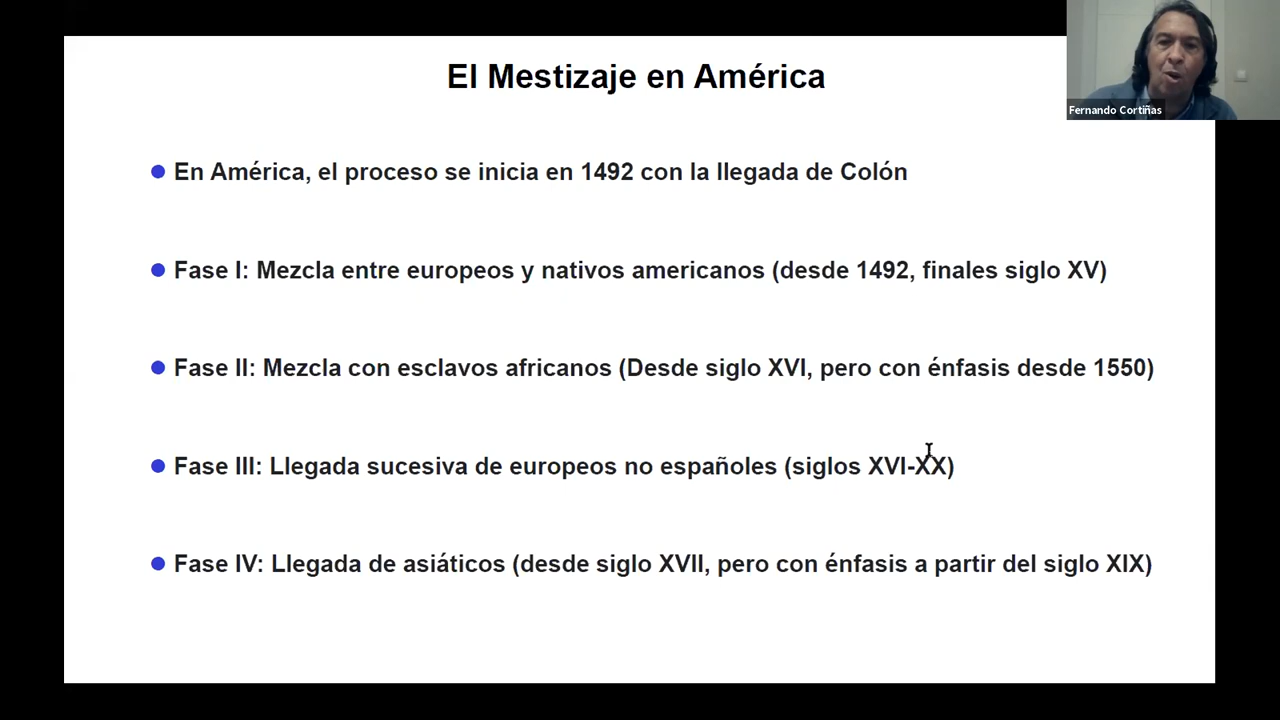 El Mestizaje en América
Fernando Cortiñas
En América, el proceso se inicia en 1492 con la llegada de Colón
Fase I: Mezcla entre europeos y nativos americanos (desde 1492, finales siglo XV)
Fase II: Mezcla con esclavos africanos (Desde siglo XVI, pero con énfasis desde 1550)
Fase III: Llegada sucesiva de europeos no españoles (siglos XVI-XX)
Fase IV: Llegada de asiáticos (desde siglo XVII, pero con énfasis a partir del siglo XIX)